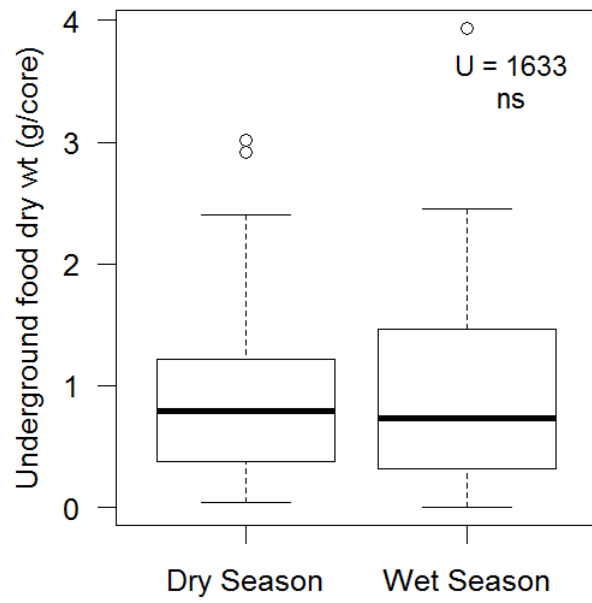 Underground food dry wt (g/core)
4
3
2
1
0
U = 1633
ns
Dry Season Wet Season